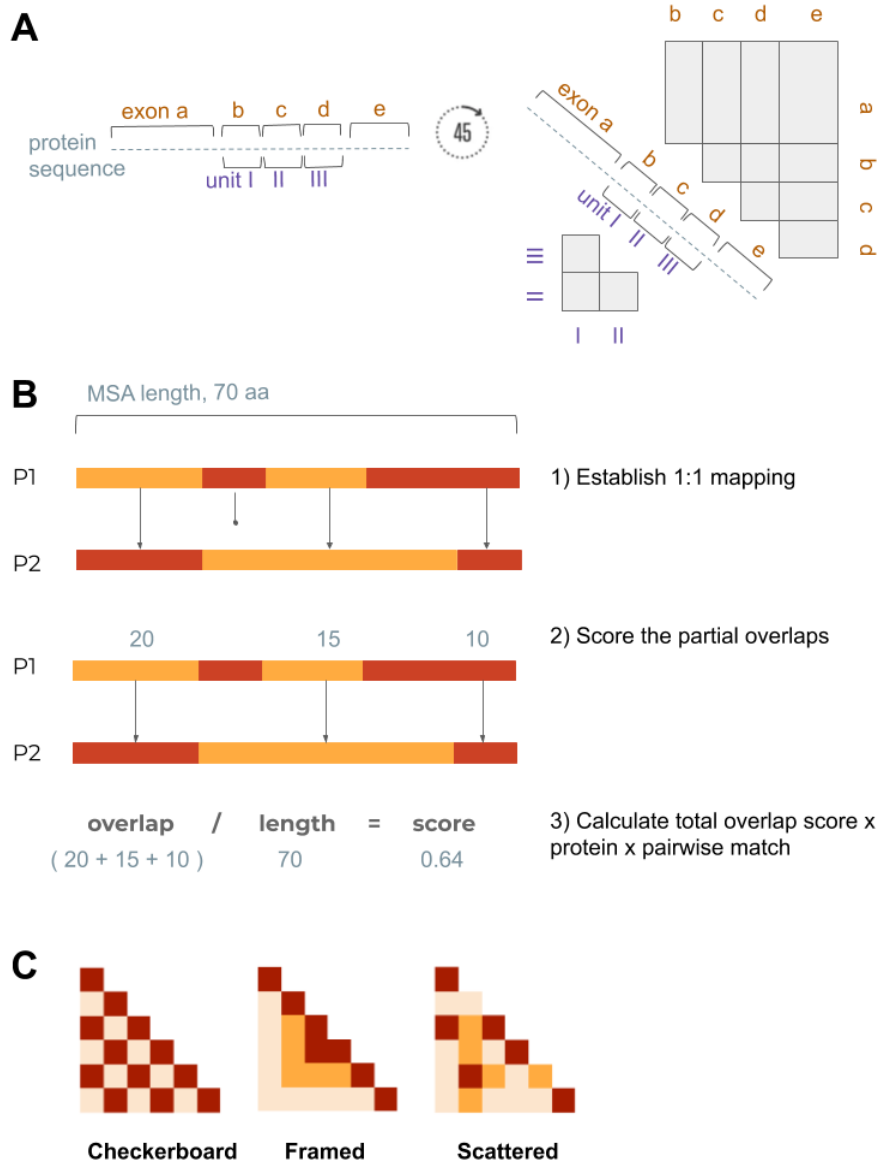 A
b c d e
exon a b c d e
45
protein
sequence
unit I II III
exon a
b
c
d
e
unit I
II
III
a
b
c
d
III
II
I II
B
MSA length, 70 aa
P1
1) Establish 1:1 mapping
P2
20 15 10
2) Score the partial overlaps
P1
P2
overlap / length = score
3) Calculate total overlap score x
( 20 + 15 + 10 ) 70 0.64
protein x pairwise match
C
Checkerboard Framed Scattered